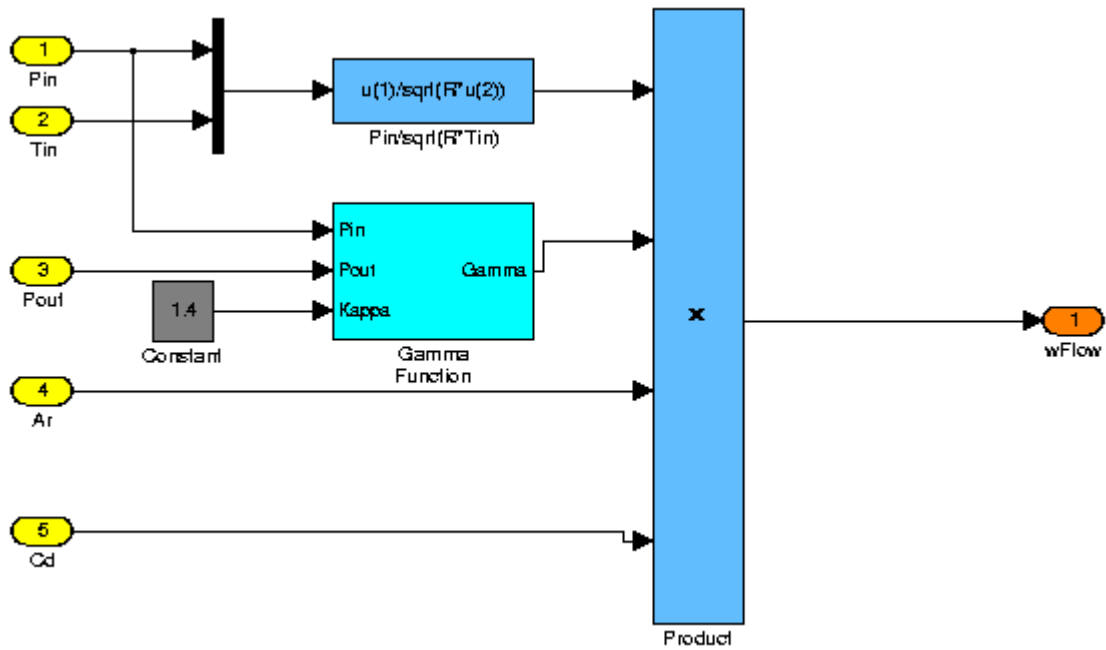 1
Pin
2
Tin
u(1)/sqrt(R*u(2))
Pin/sqrt(R*Tin)
Pin
3
Pout
Pout
Gamma
1.4
Kappa
Constant
Gamma
Function
x
1
wFlow
4
Ar
5
Cd
Product